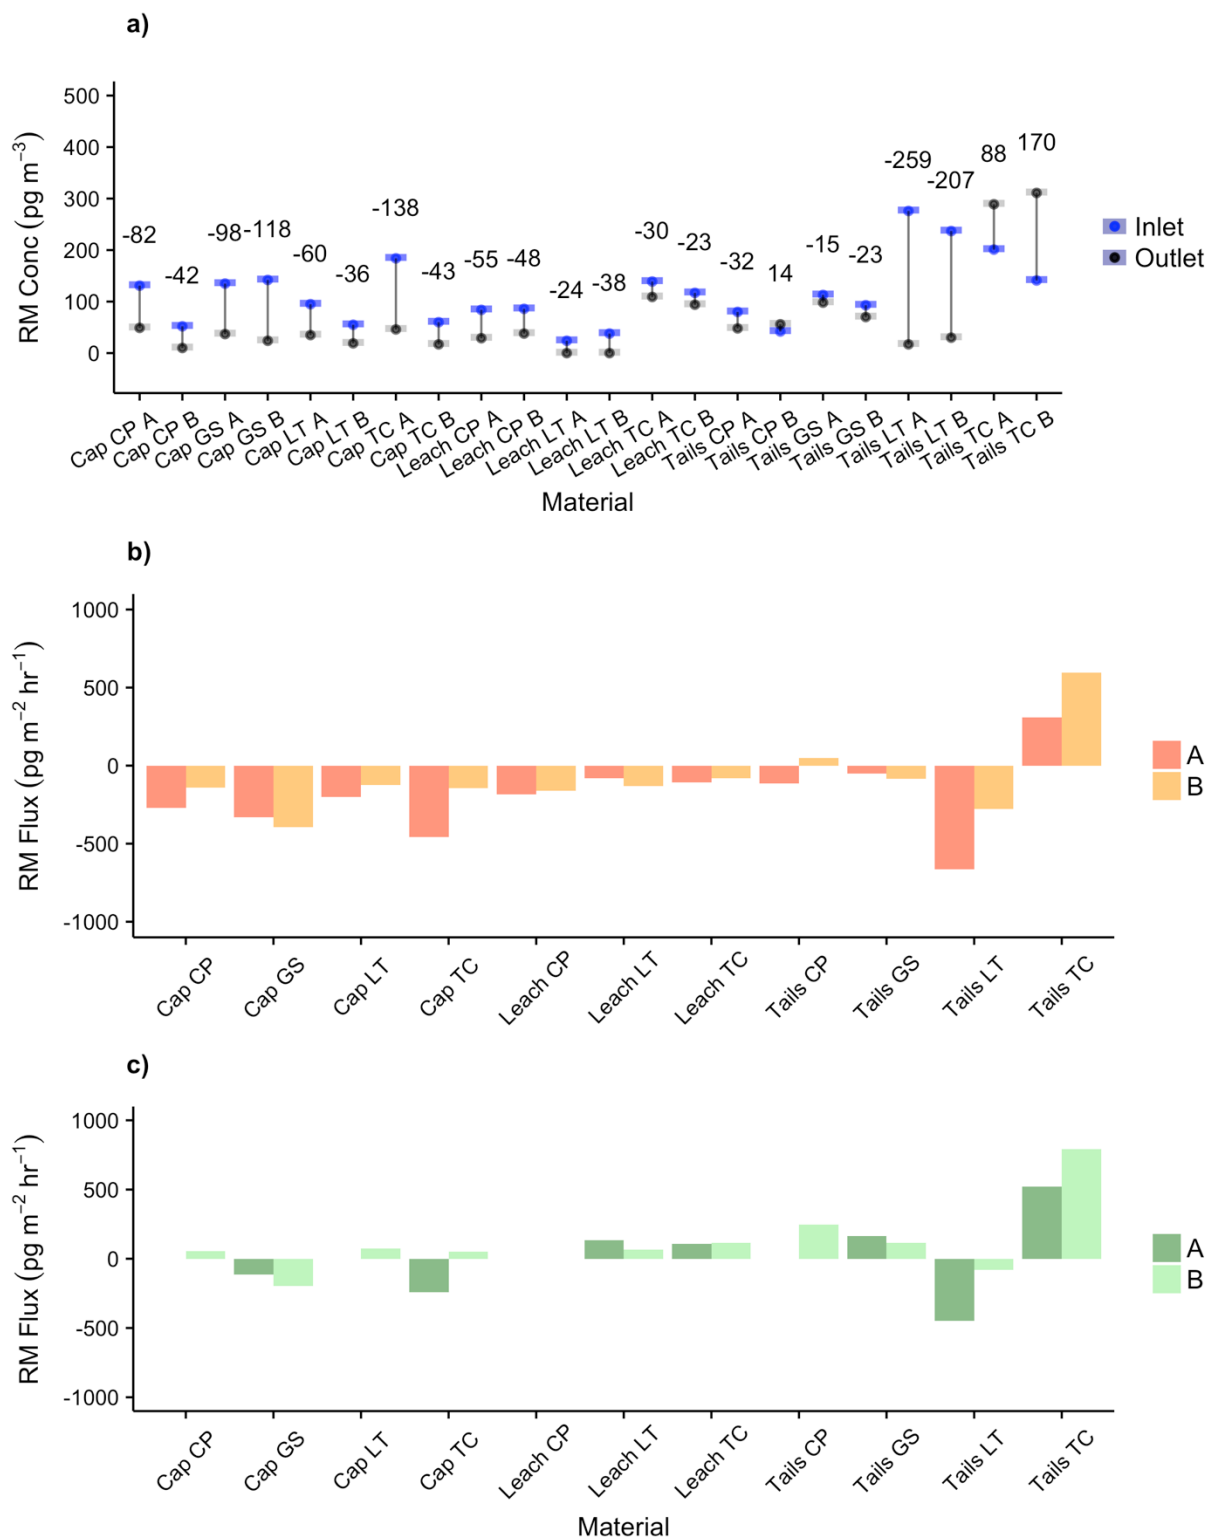 a)
RM Conc (pg m−3)
500
400
300
200
100
0
-82
-42
-98
-118
-60
-36
-138
-43
-55
-48
-24
-38
-30
-23
-32
14
-15
-23
-259
-207
88
170
Inlet
Outlet
Cap CP A
Cap CP B
Cap GS A
Cap GS B
Cap LT A
Cap LT B
Cap TC A
Cap TC B
Leach CP A
Leach CP B
Leach LT A
Leach LT B
Leach TC A
Leach TC B
Tails CP A
Tails CP B
Tails GS A
Tails GS B
Tails LT A
Tails LT B
Tails TC A
Tails TC B
Material
b)
RM Flux (pg m−2 hr−1)
1000
500
0
-500
-1000
A
B
Cap CP
Cap GS
Cap LT
Cap TC
Leach CP
Leach LT
Leach TC
Tails CP
Tails GS
Tails LT
Tails TC
c)
RM Flux (pg m−2 hr−1)
1000
500
0
-500
-1000
A
B
Cap CP
Cap GS
Cap LT
Cap TC
Leach CP
Leach LT
Leach TC
Tails CP
Tails GS
Tails LT
Tails TC
Material